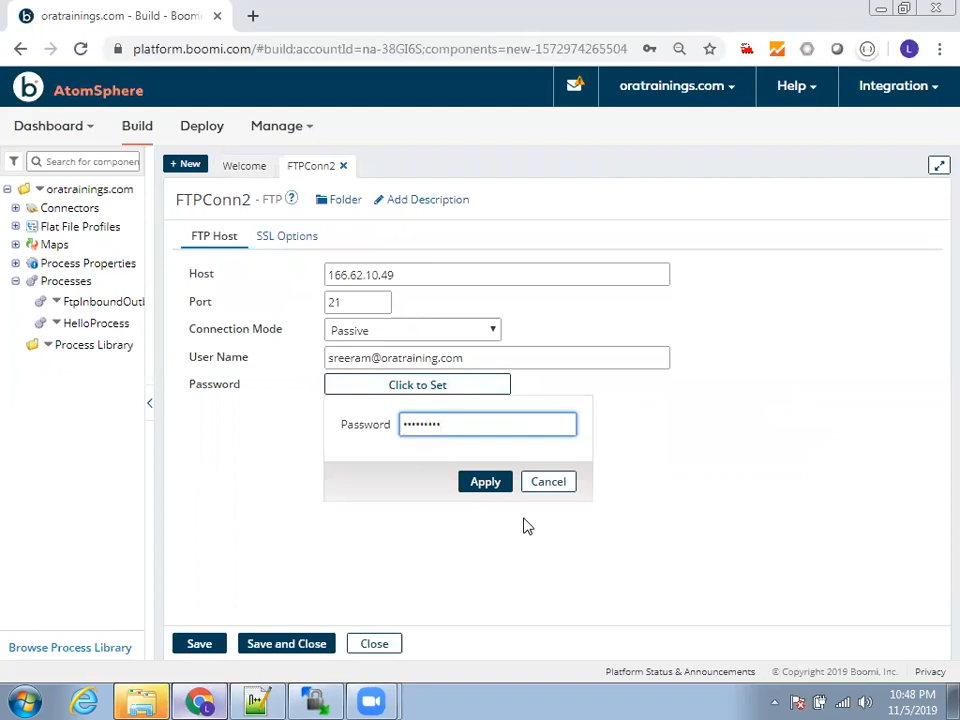 oratrainings.com - Build - Boomi
platform.boomi.com/#build:accountId=na-38GI6S;components=new-1572974265504
L
b AtomSphere
oratrainings.com
Help
Integration
Dashboard
Build
Deploy
Manage
Search for componen
+ New
Welcome
FTPConn2
oratrainings.com
Connectors
Flat File Profiles
Maps
Process Properties
Processes
FtpInboundOutl
HelloProcess
Process Library
FTPConn2 - FTP ?
Folder
Add Description
FTP Host
SSL Options
Host
166.62.10.49
Port
21
Connection Mode
Passive
User Name
sreeram@oratraining.com
Password
Click to Set
Password
•••••••••
Apply
Cancel
Browse Process Library
Save
Save and Close
Close
Platform Status & Announcements
© Copyright 2019 Boomi, Inc.
Privacy
10:48 PM
11/5/2019